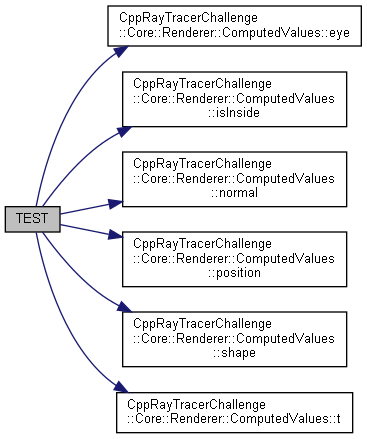 CppRayTracerChallenge
::Core::Renderer::ComputedValues::eye
CppRayTracerChallenge
::Core::Renderer::ComputedValues
::isInside
CppRayTracerChallenge
::Core::Renderer::ComputedValues
::normal
TEST
CppRayTracerChallenge
::Core::Renderer::ComputedValues
::position
CppRayTracerChallenge
::Core::Renderer::ComputedValues
::shape
CppRayTracerChallenge
::Core::Renderer::ComputedValues::t